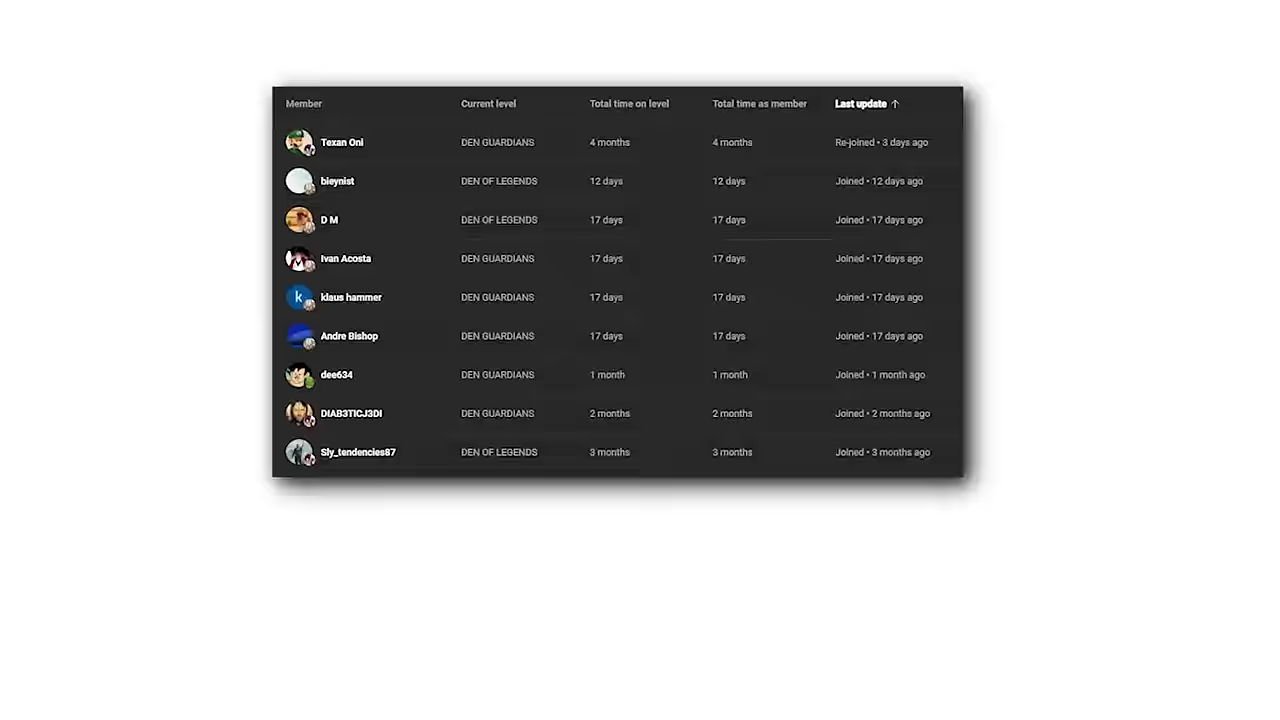 Member Current level Total time on level Total time as member Last update ↑
Texan Oni DEN GUARDIANS 4 months 4 months Re-joined • 3 days ago
bieynist DEN OF LEGENDS 12 days 12 days Joined • 12 days ago
D M DEN OF LEGENDS 17 days 17 days Joined • 17 days ago
Ivan Acosta DEN GUARDIANS 17 days 17 days Joined • 17 days ago
k klaus hammer DEN GUARDIANS 17 days 17 days Joined • 17 days ago
Andre Bishop DEN GUARDIANS 17 days 17 days Joined • 17 days ago
dee634 DEN GUARDIANS 1 month 1 month Joined • 1 month ago
DIAB3TICJ3DI DEN GUARDIANS 2 months 2 months Joined • 2 months ago
Sly_tendencies87 DEN OF LEGENDS 3 months 3 months Joined • 3 months ago